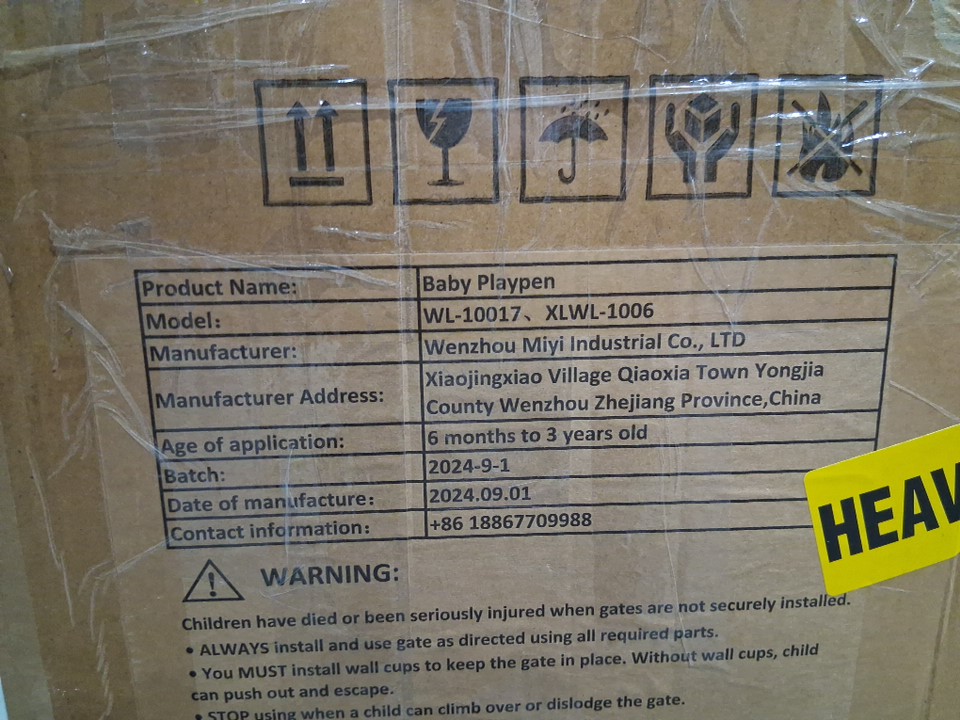 Product Name: Baby Playpen
Model: WL-10017、XLWL-1006
Manufacturer: Wenzhou Miyi Industrial Co., LTD
Manufacturer Address: Xiaojingxiao Village Qiaoxia Town Yongjia
County Wenzhou Zhejiang Province,China
Age of application: 6 months to 3 years old
Batch: 2024-9-1
Date of manufacture: 2024.09.01
Contact information: +86 18867709988
HEAV
WARNING:
Children have died or been seriously injured when gates are not securely installed.
• ALWAYS install and use gate as directed using all required parts.
• You MUST install wall cups to keep the gate in place. Without wall cups, child
can push out and escape.
• STOP using when a child can climb over or dislodge the gate.